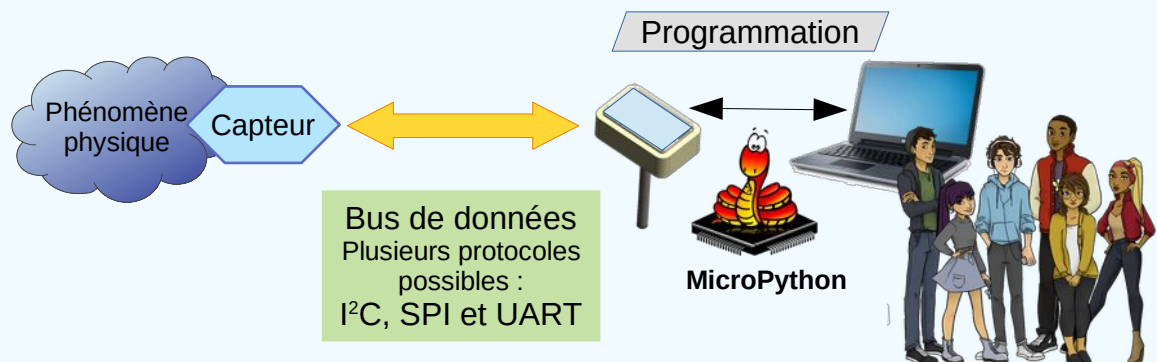 Programmation
Phénomène
physique
Capteur
Bus de données
Plusieurs protocoles
possibles :
I²C, SPI et UART
MicroPython